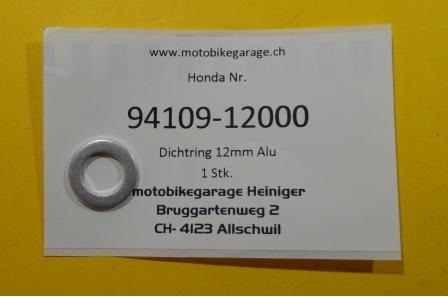 www.motobikegarage.ch
Honda Nr.
94109-12000
Dichtring 12mm Alu
1 Stk.
motobikegarage Heiniger
Bruggartenweg 2
CH- 4123 Allschwil